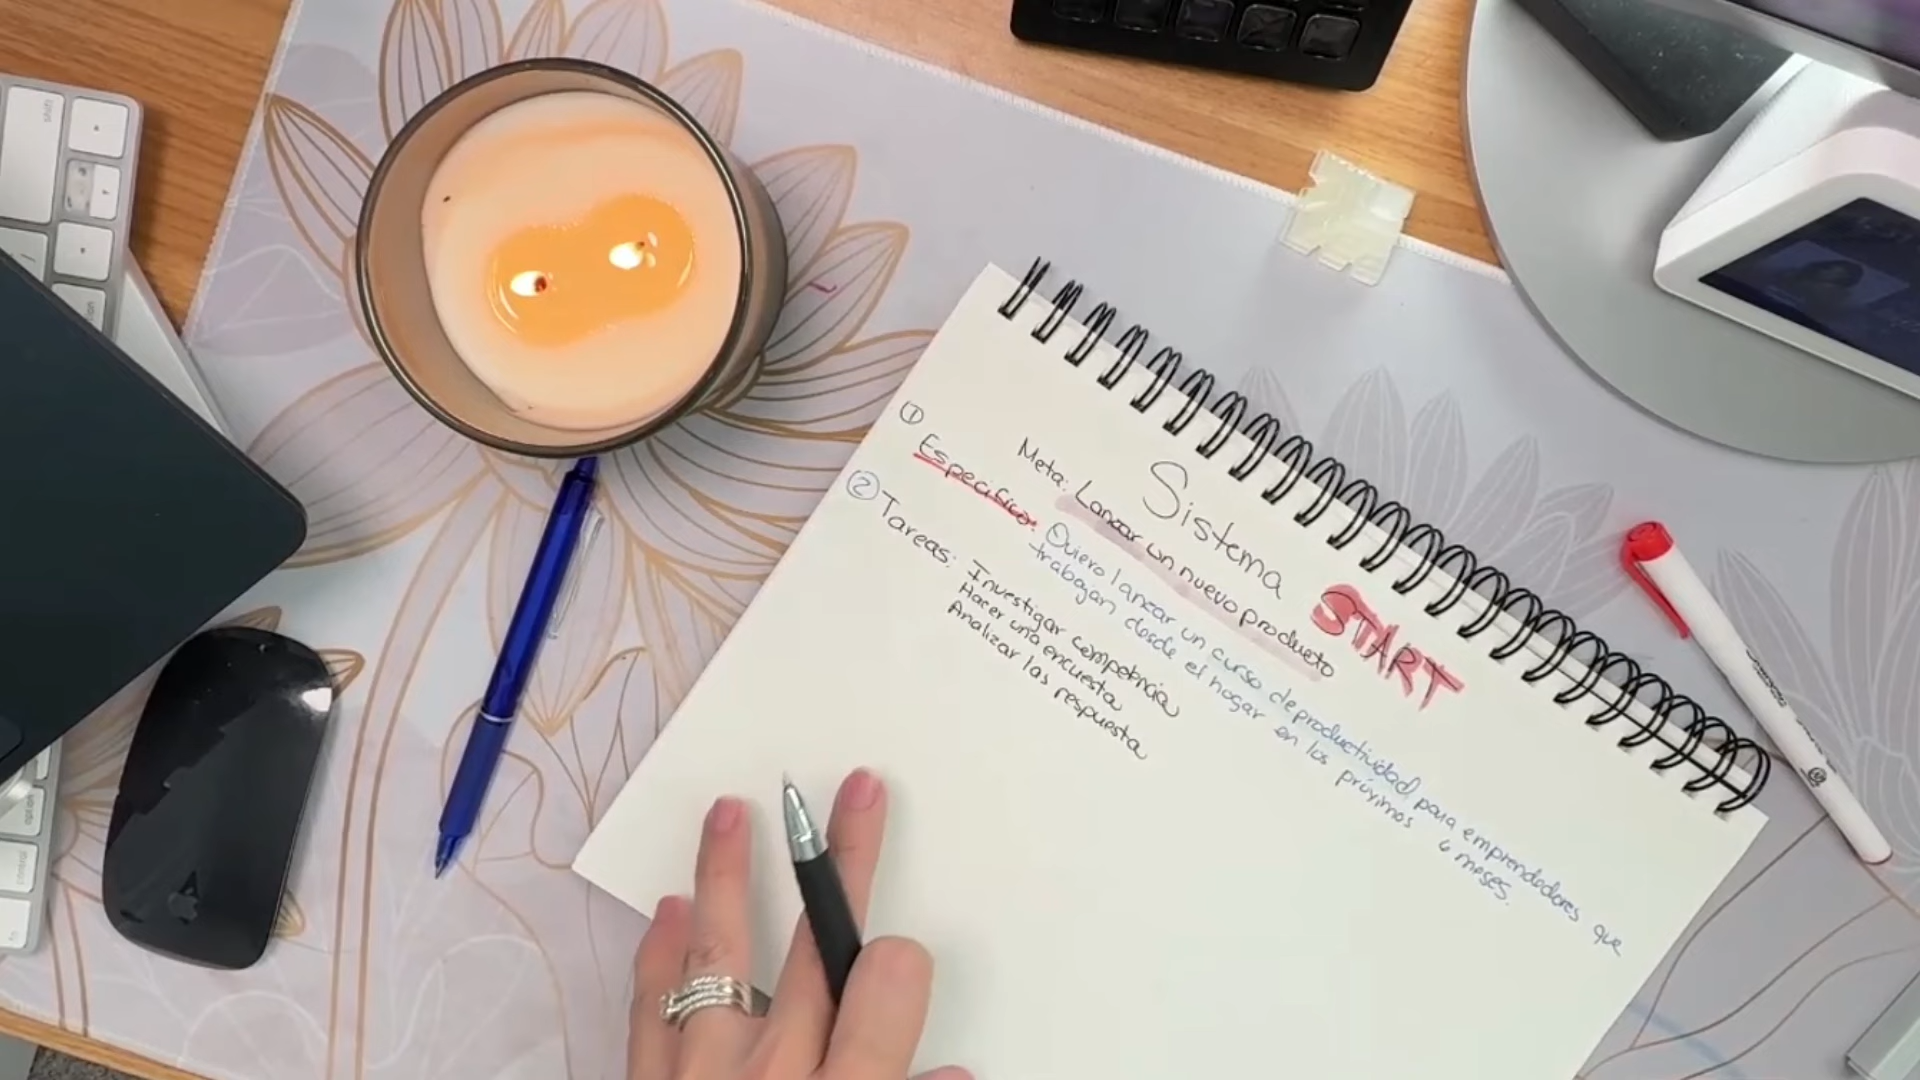 Sistema START
Meta: Lanzar un nuevo producto
① Específico: Quiero lanzar un curso de productividad para emprendedores que
trabajan desde el hogar en los próximos 6 meses.
② Tareas: Investigar competencia
Hacer una encuesta
Analizar las respuesta